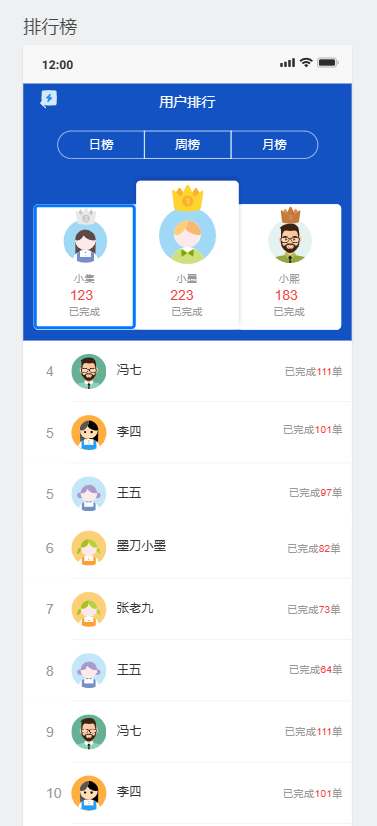 排行榜
12:00
用户排行
日榜 周榜 月榜
小集 小墨 小熙
123 223 183
已完成 已完成 已完成
4 冯七 已完成111单
5 李四 已完成101单
5 王五 已完成97单
6 墨刀小墨 已完成82单
7 张老九 已完成73单
8 王五 已完成64单
9 冯七 已完成111单
10 李四 已完成101单